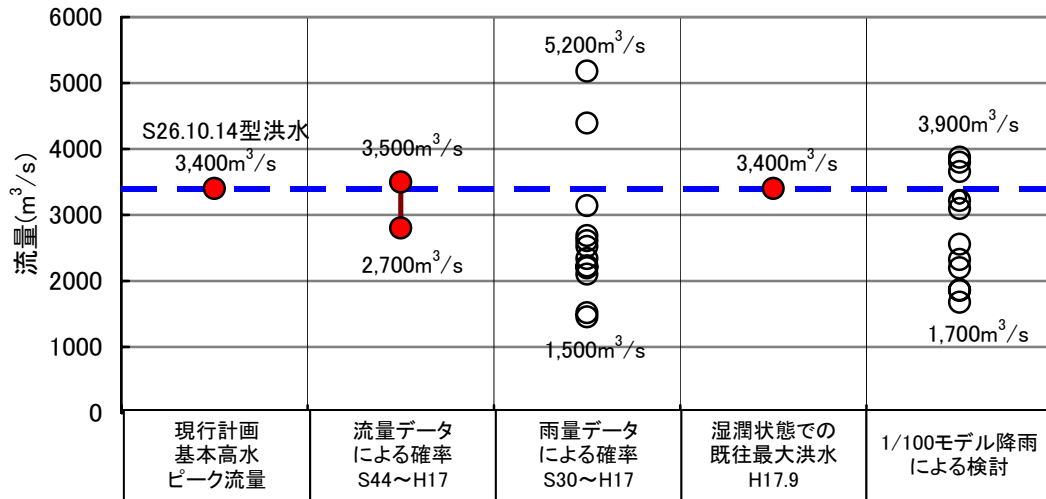 6000
5000
4000
3000
2000
1000
0
流量(m³/s)
S26.10.14型洪水
3,400m³/s
3,500m³/s
2,700m³/s
5,200m³/s
1,500m³/s
3,400m³/s
3,900m³/s
1,700m³/s
現行計画
基本高水
ピーク流量
流量データ
による確率
S44～H17
雨量データ
による確率
S30～H17
湿潤状態での
既往最大洪水
H17.9
1/100モデル降雨
による検討